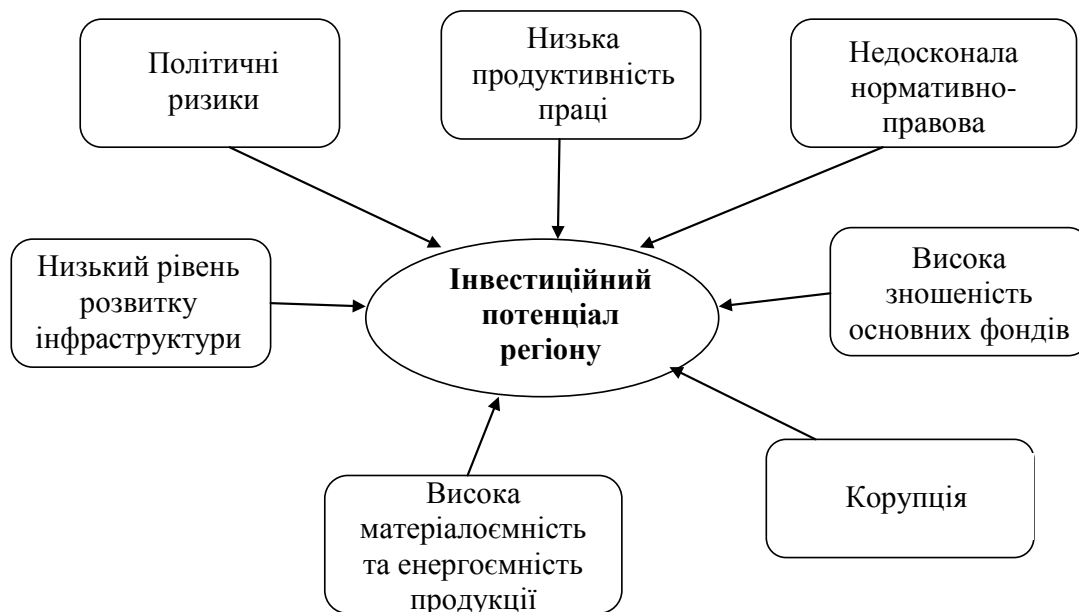 Політичні
ризики
Низька
продуктивність
праці
Недосконала
нормативно-
правова
Низький рівень
розвитку
інфраструктури
Інвестиційний
потенціал
регіону
Висока
зношеність
основних фондів
Висока
матеріалоємність
та енергоємність
продукції
Корупція